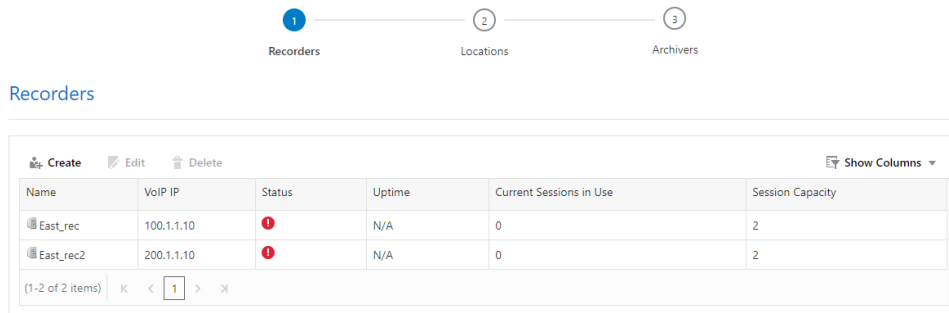 1 2 3
Recorders Locations Archivers
Recorders
Create Edit Delete Show Columns
Name VoIP IP Status Uptime Current Sessions in Use Session Capacity
East_rec 100.1.1.10 N/A 0 2
East_rec2 200.1.1.10 N/A 0 2
(1-2 of 2 items) 1